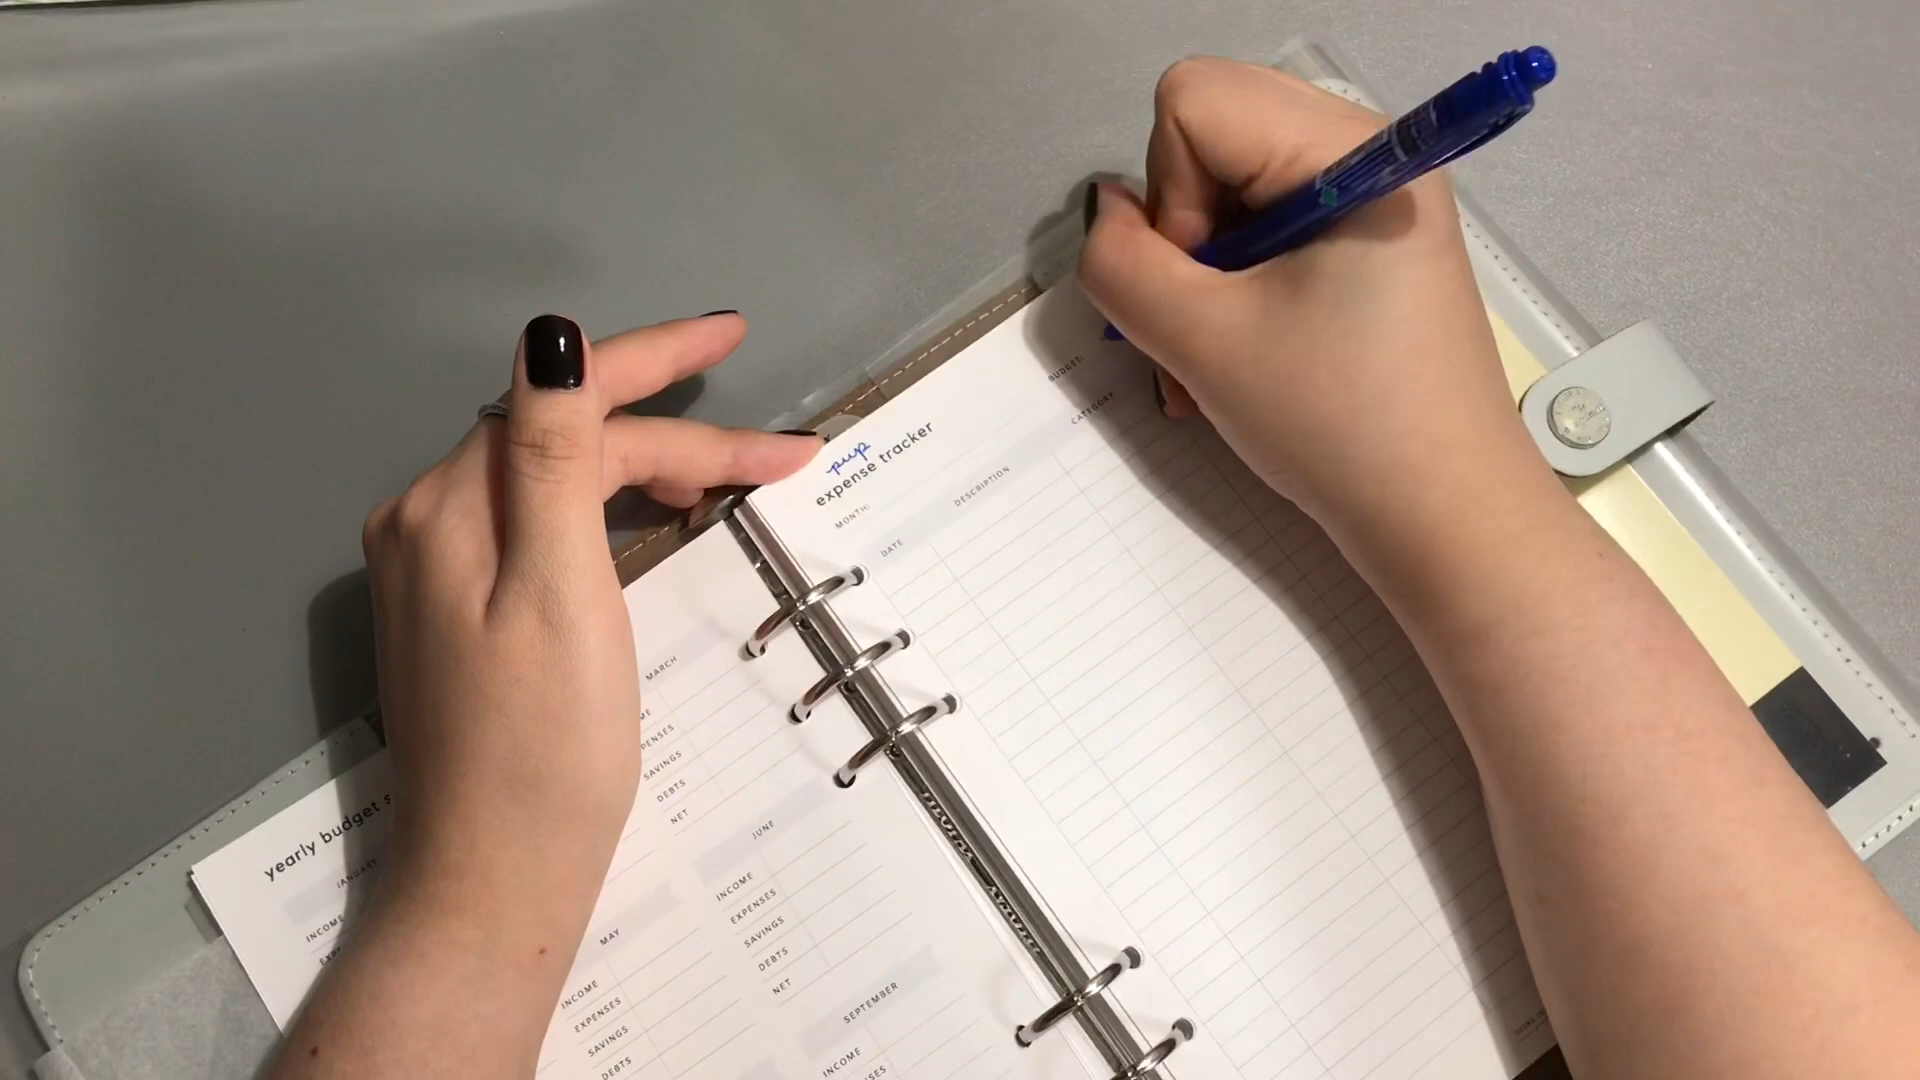 yearly budget
JANUARY
INCOME
MARCH
SAVINGS
DEBTS
NET
MAY
INCOME
EXPENSES
SAVINGS
DEBTS
JUNE
INCOME
EXPENSES
SAVINGS
DEBTS
NET
SEPTEMBER
INCOME
pup
expense tracker
MONTH:
BUDGET:
DATE
DESCRIPTION
CATEGORY